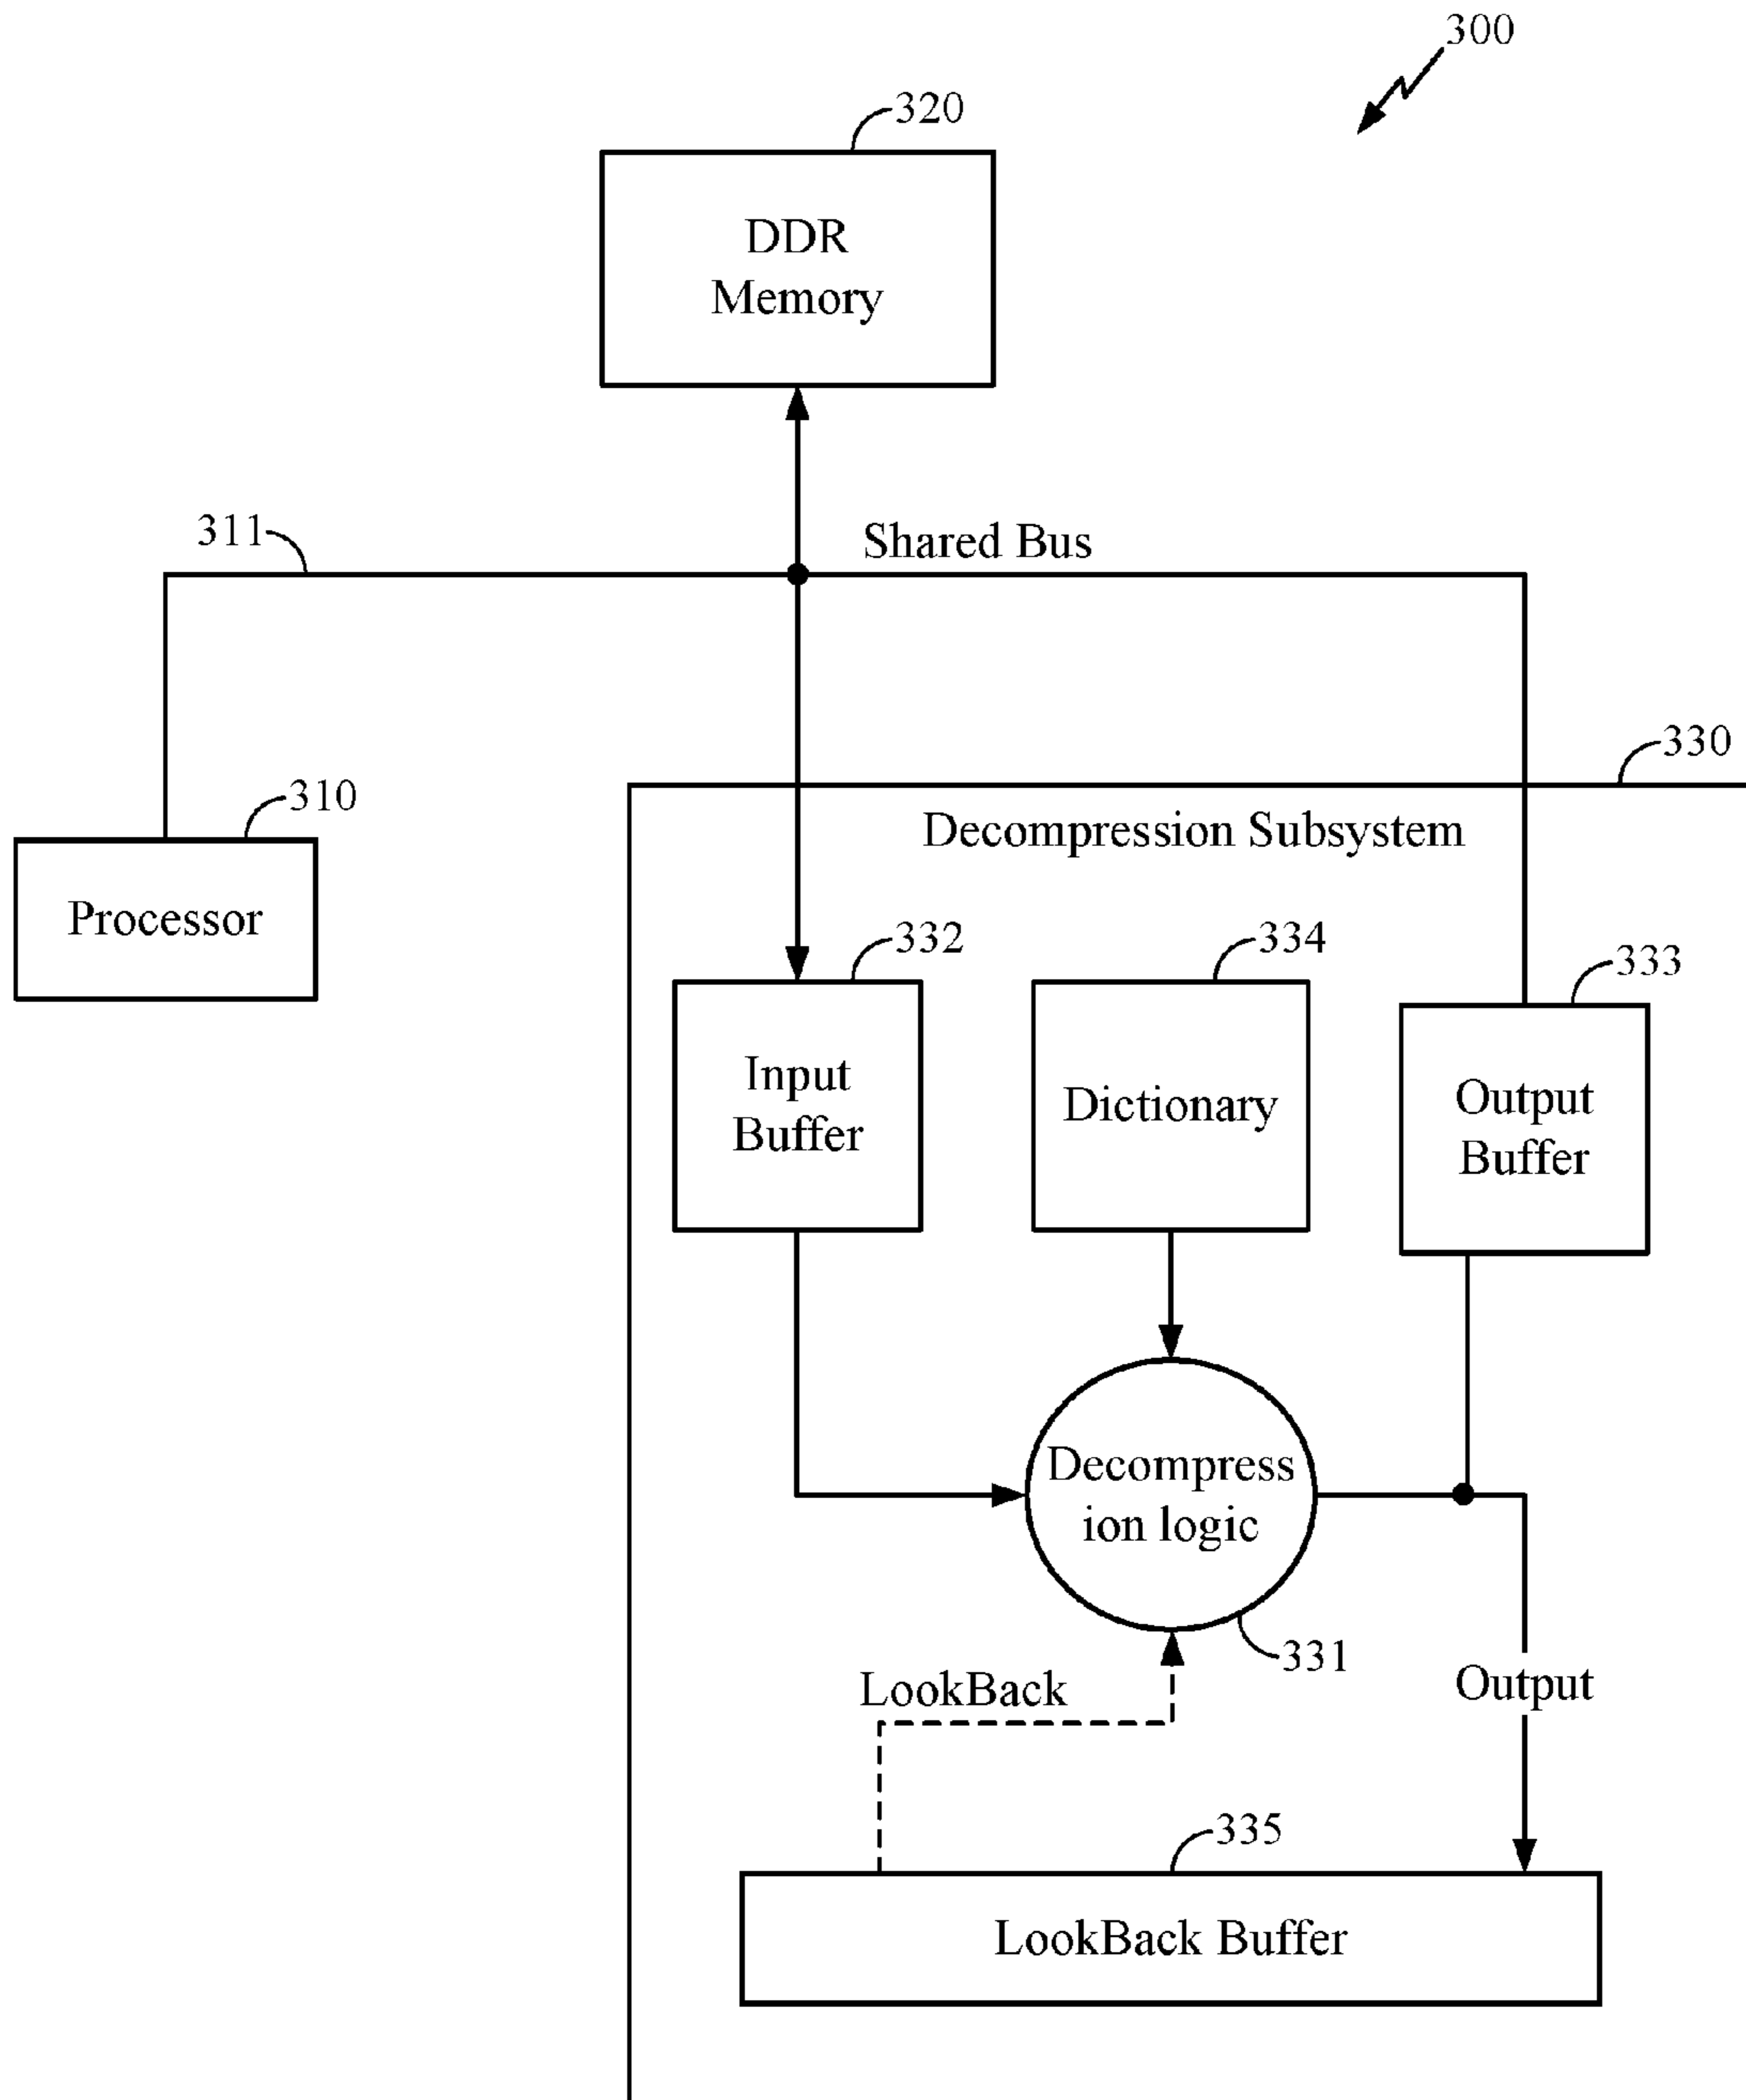 300
320
DDR
Memory
311
Shared Bus
330
310
Decompression Subsystem
Processor
332
334
333
Input
Buffer
Dictionary
Output
Buffer
Decompress
ion logic
331
LookBack
Output
335
LookBack Buffer